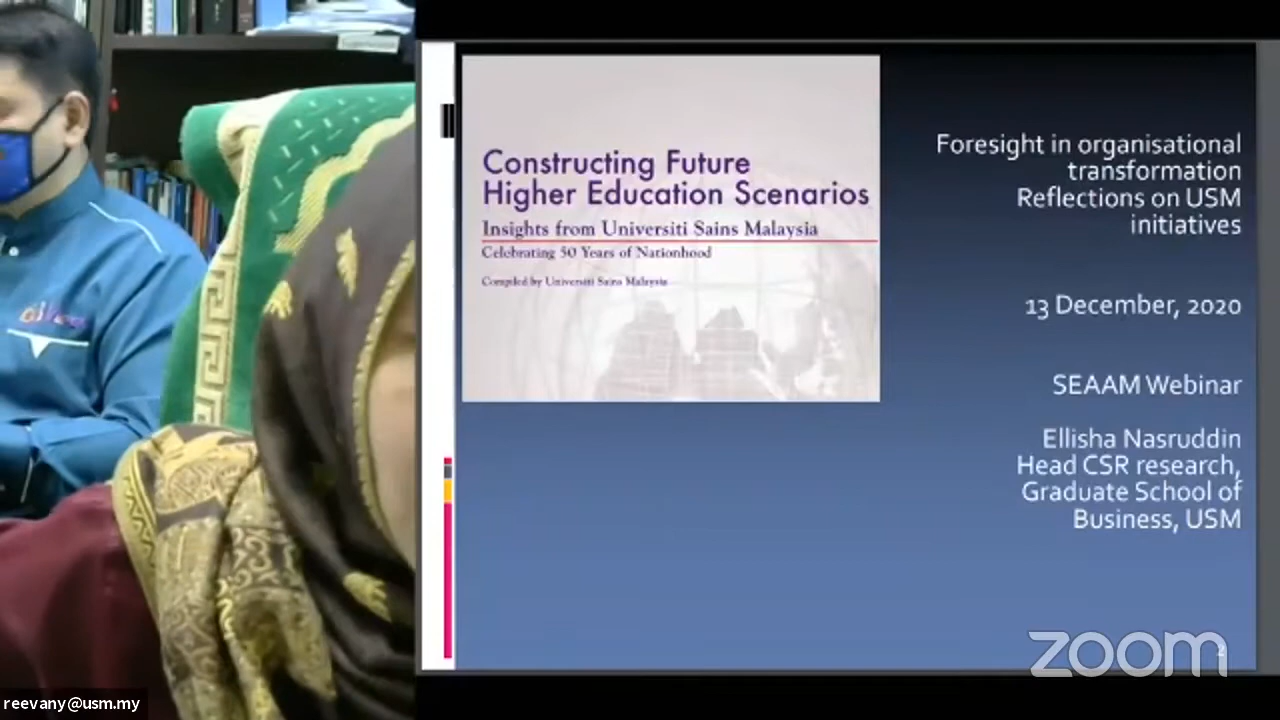 Constructing Future
Higher Education Scenarios
Insights from Universiti Sains Malaysia
Celebrating 50 Years of Nationhood
Compiled by Universiti Sains Malaysia
Foresight in organisational
transformation
Reflections on USM
initiatives
13 December, 2020
SEAAM Webinar
Ellisha Nasruddin
Head CSR research,
Graduate School of
Business, USM
2
zoom
reevany@usm.my